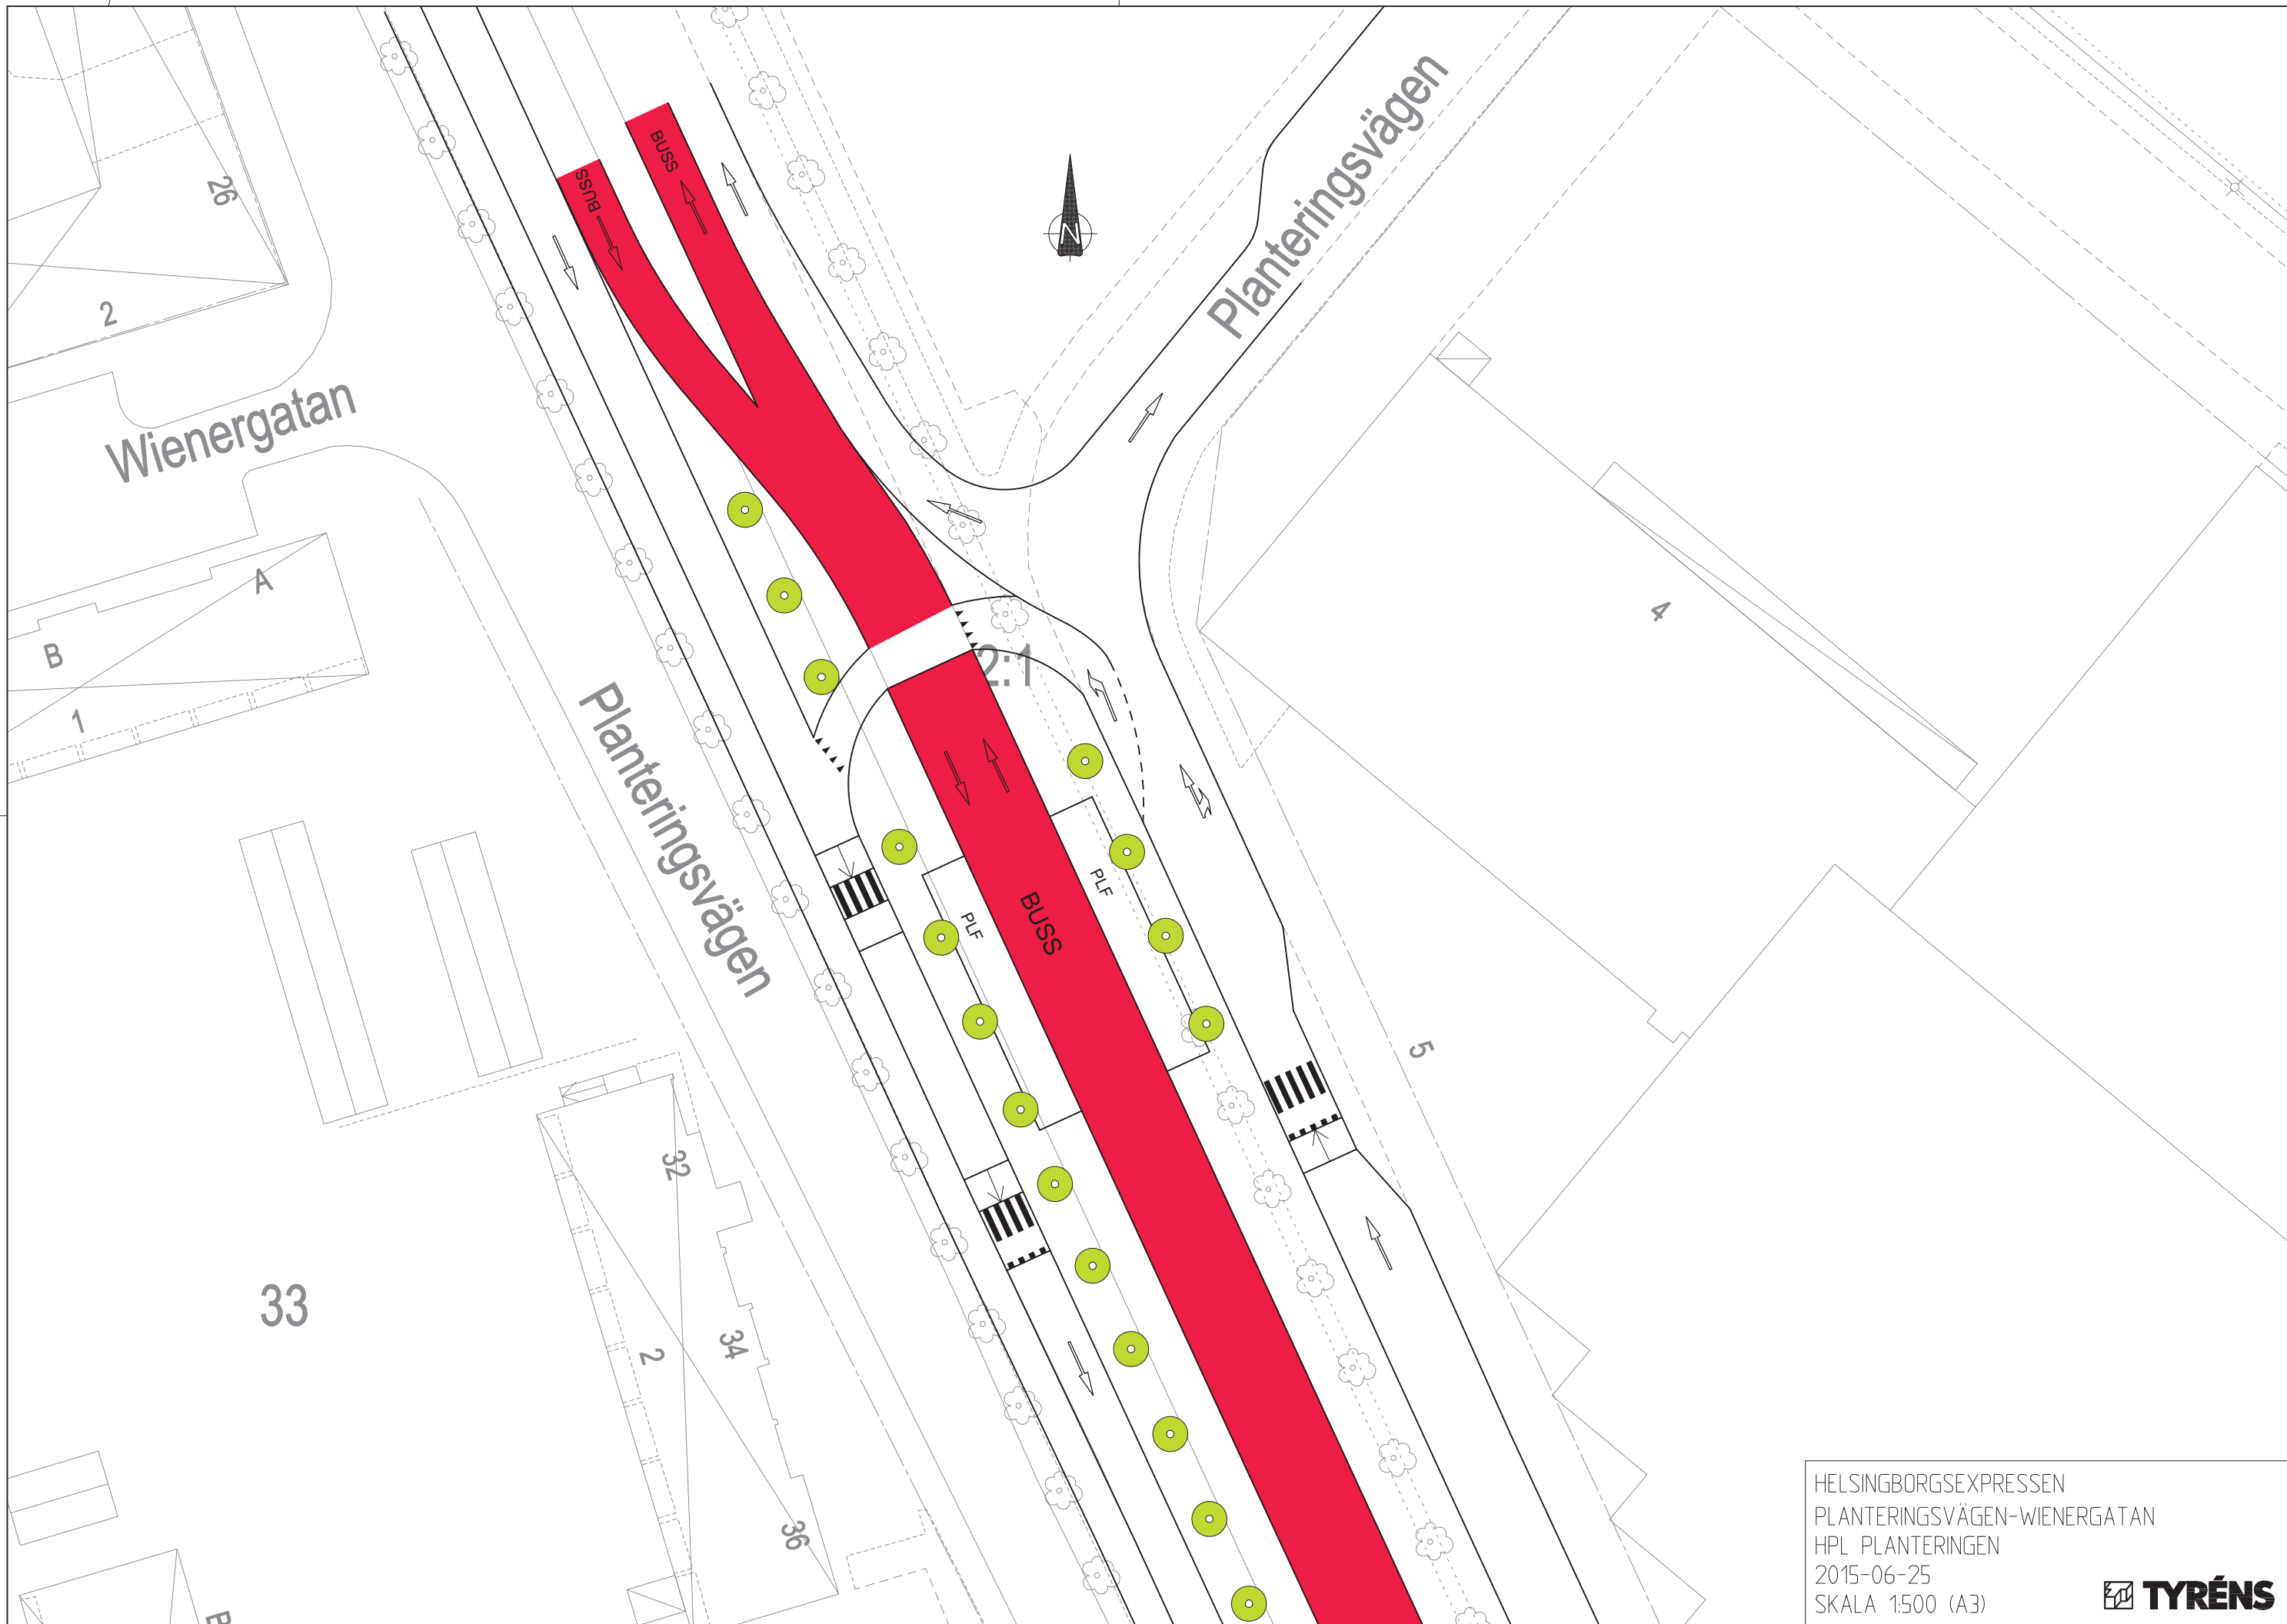 BUSS
BUSS
Planteringsvägen
26
N
2
Wienergatan
A
B
1
4
2:1
Planteringsvägen
PLF
PLF
BUSS
5
32
33
2
34
36
B
HELSINGBORGSEXPRESSEN
PLANTERINGSVÄGEN-WIENERGATAN
HPL PLANTERINGEN
2015-06-25
SKALA 1:500 (A3)
TYRÉNS